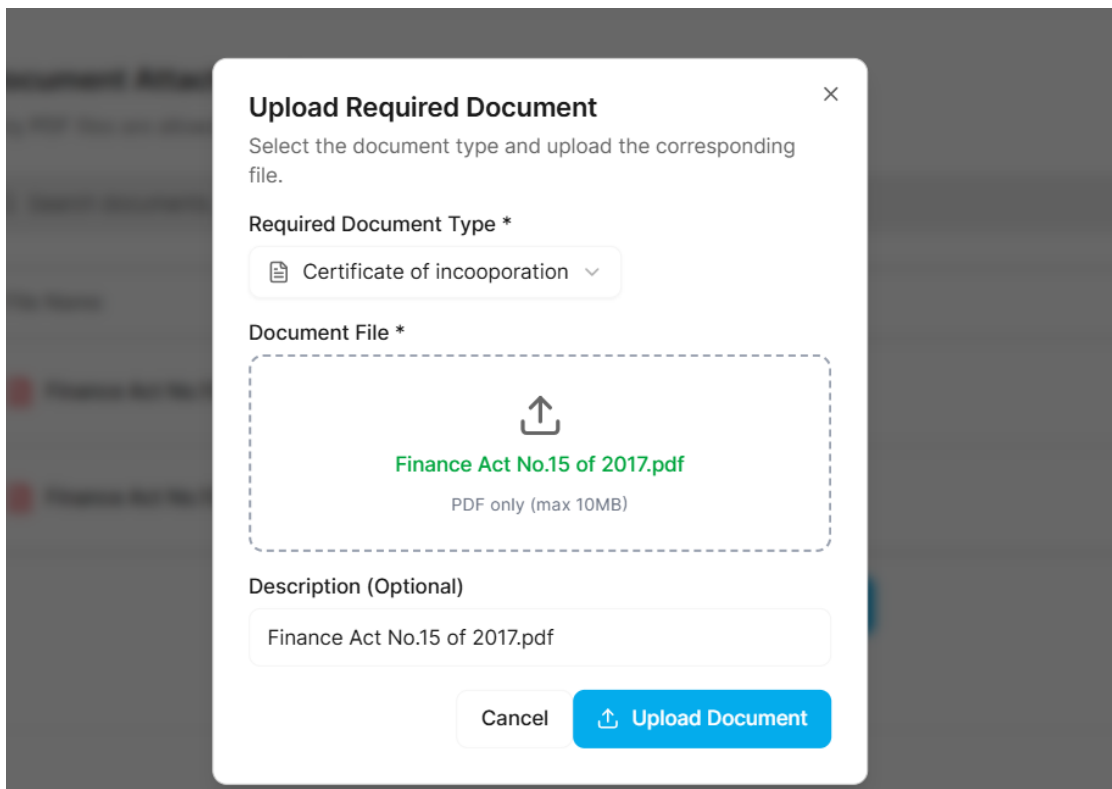 Upload Required Document
Select the document type and upload the corresponding
file.
Required Document Type *
Certificate of incooporation
Document File *
Finance Act No.15 of 2017.pdf
PDF only (max 10MB)
Description (Optional)
Finance Act No.15 of 2017.pdf
Cancel
Upload Document